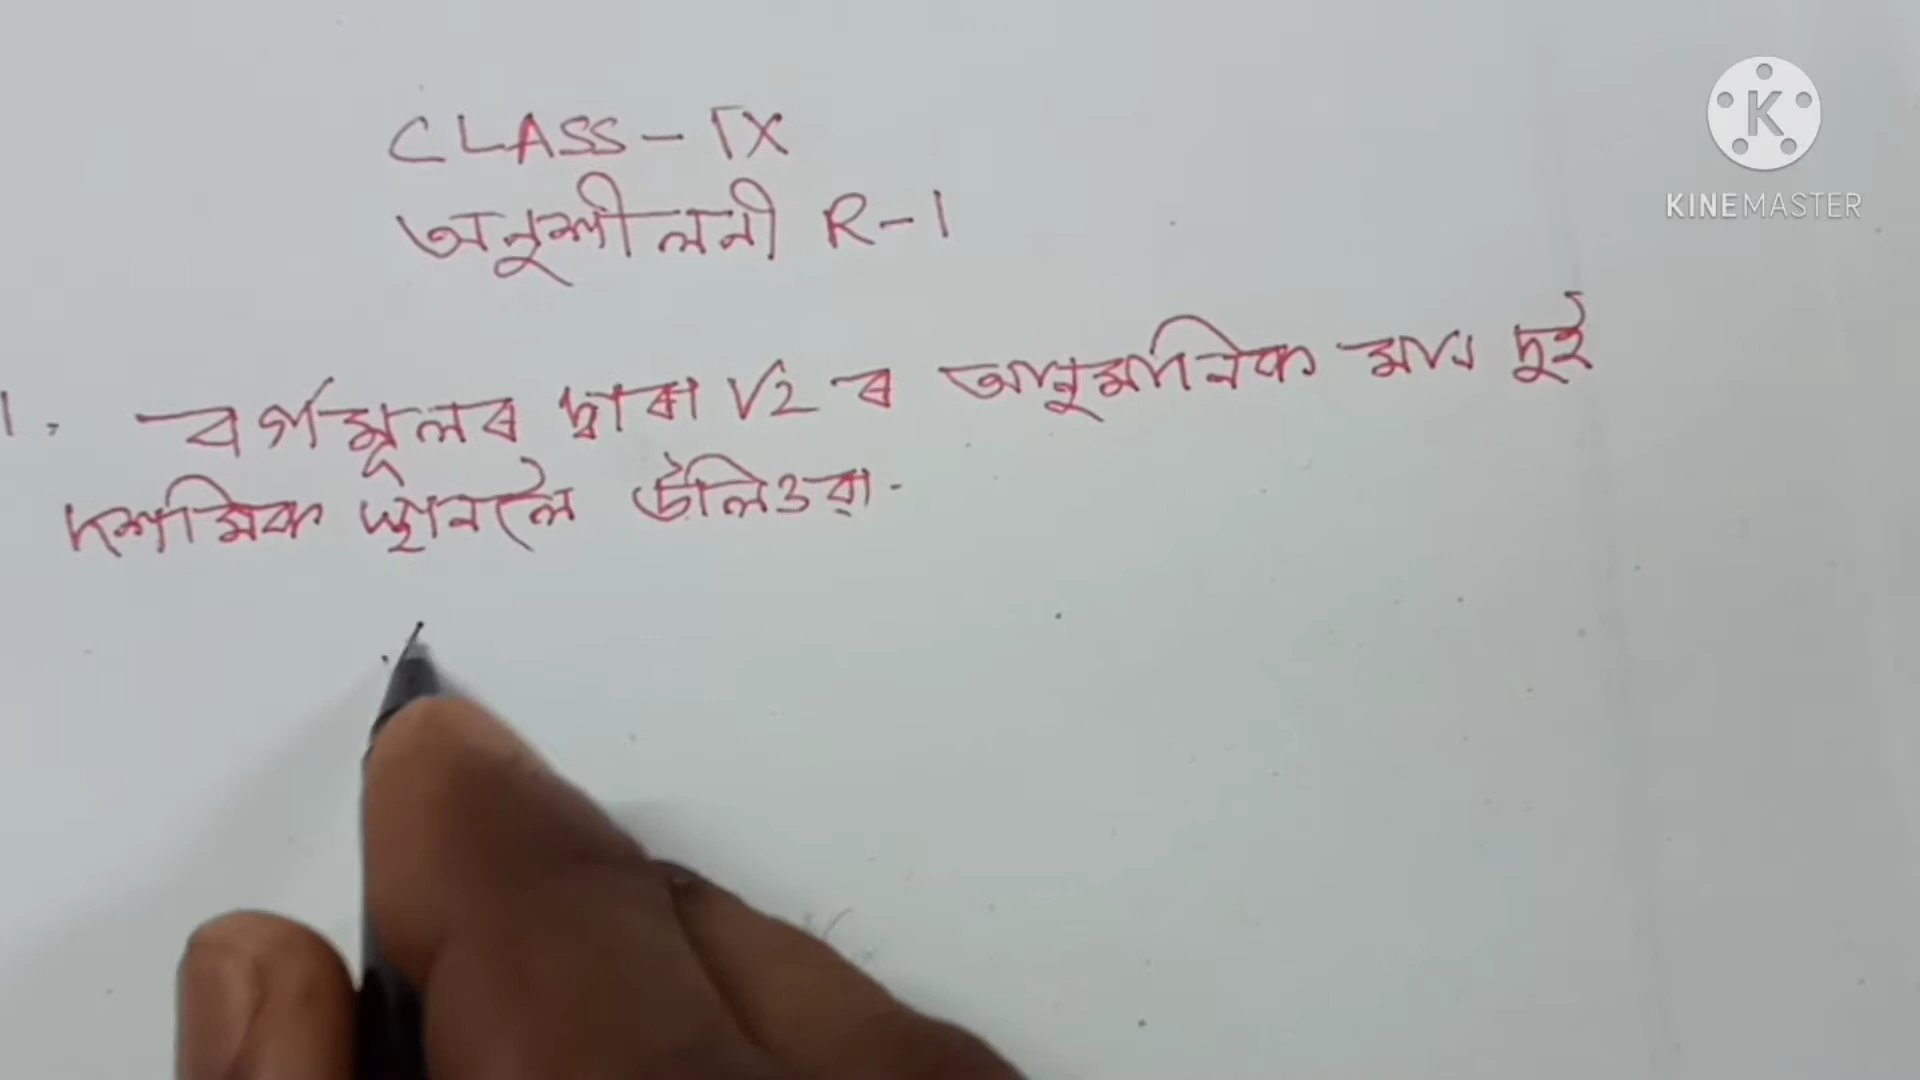 CLASS - IX
অনুশীলনী R-1
1. বৰ্গমূলৰ দ্বাৰা √2 ৰ আনুমানিক মান দুই
দশমিক স্থানলৈ উলিওৱা.
K
KINEMASTER